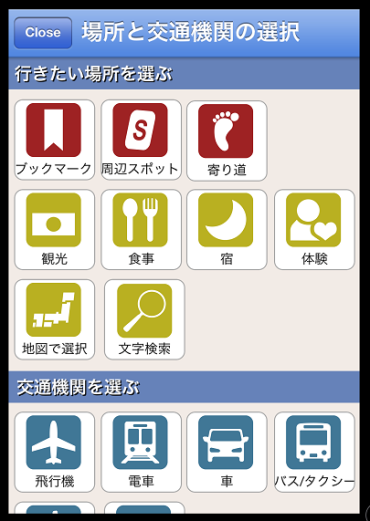 Close 場所と交通機関の選択
行きたい場所を選ぶ
S
ブックマーク 周辺スポット 寄り道
観光 食事 宿 体験
地図で選択 文字検索
交通機関を選ぶ
飛行機 電車 車 バス/タクシー